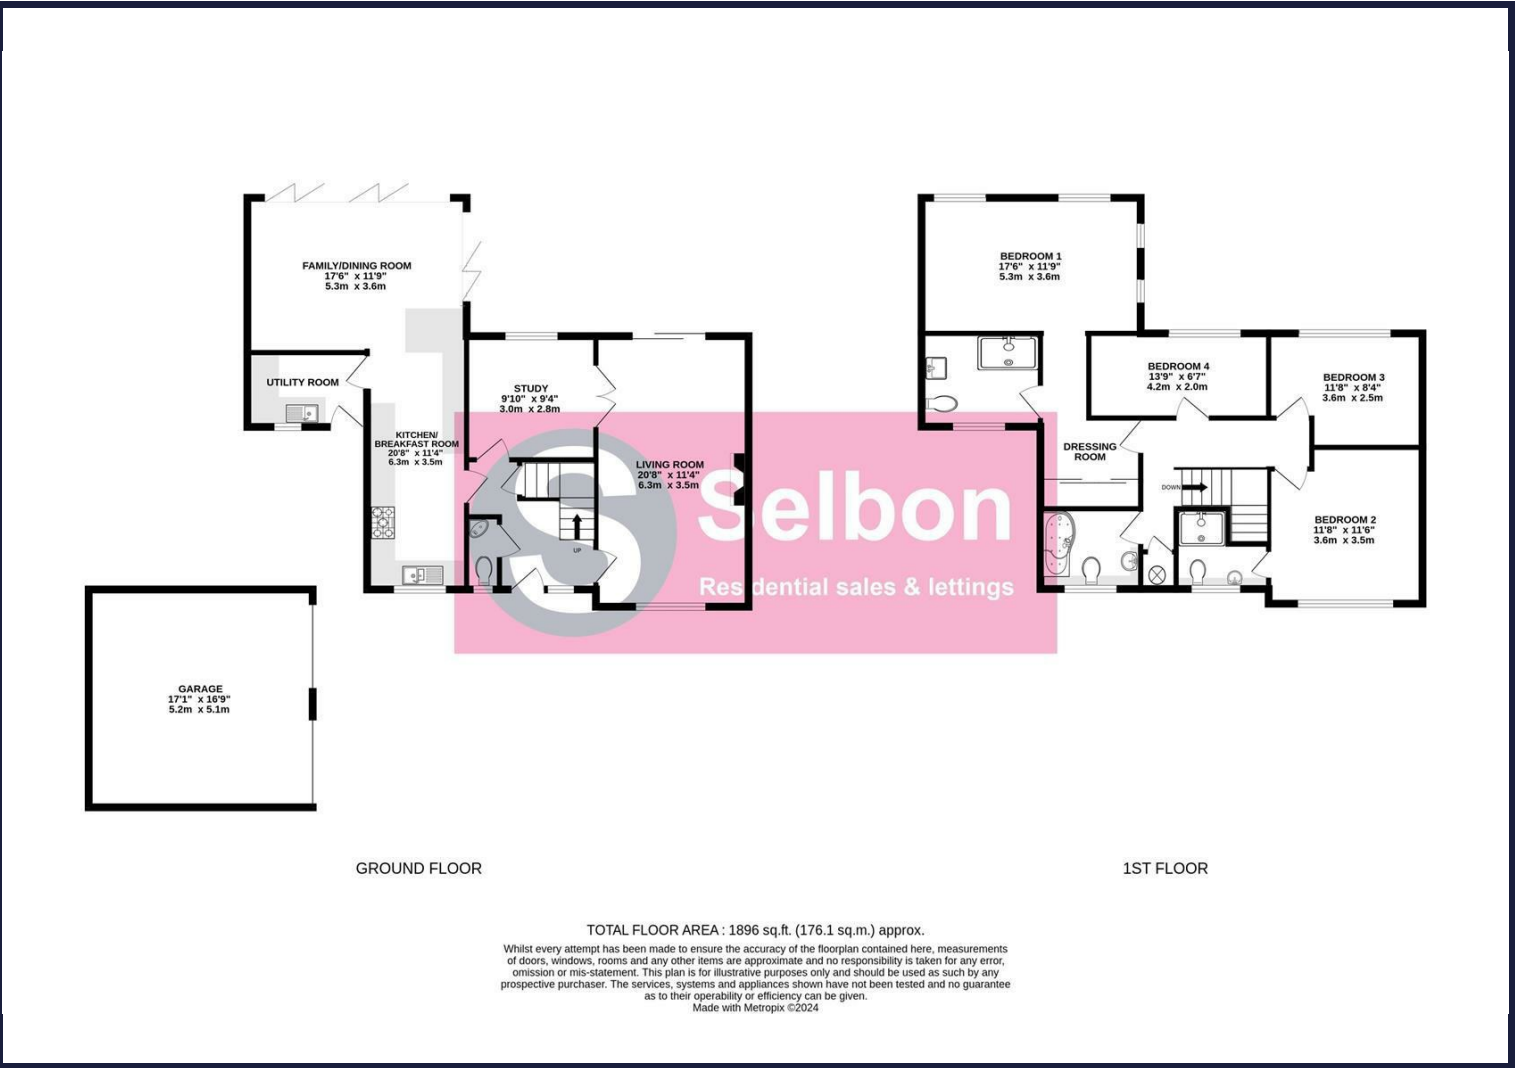 FAMILY/DINING ROOM
17'6" x 11'9"
5.3m x 3.6m
UTILITY ROOM
STUDY
9'10" x 9'4"
3.0m x 2.8m
KITCHEN/
BREAKFAST ROOM
20'8" x 11'4"
6.3m x 3.5m
LIVING ROOM
20'8" x 11'4"
6.3m x 3.5m
UP
GARAGE
17'1" x 16'9"
5.2m x 5.1m
BEDROOM 1
17'6" x 11'9"
5.3m x 3.6m
BEDROOM 4
13'9" x 6'7"
4.2m x 2.0m
BEDROOM 3
11'8" x 8'4"
3.6m x 2.5m
DRESSING
ROOM
DOWN
BEDROOM 2
11'8" x 11'6"
3.6m x 3.5m
S Selbon
Residential sales & lettings
GROUND FLOOR
1ST FLOOR
TOTAL FLOOR AREA : 1896 sq.ft. (176.1 sq.m.) approx.
Whilst every attempt has been made to ensure the accuracy of the floorplan contained here, measurements
of doors, windows, rooms and any other items are approximate and no responsibility is taken for any error,
omission or mis-statement. This plan is for illustrative purposes only and should be used as such by any
prospective purchaser. The services, systems and appliances shown have not been tested and no guarantee
as to their operability or efficiency can be given.
Made with Metropix ©2024